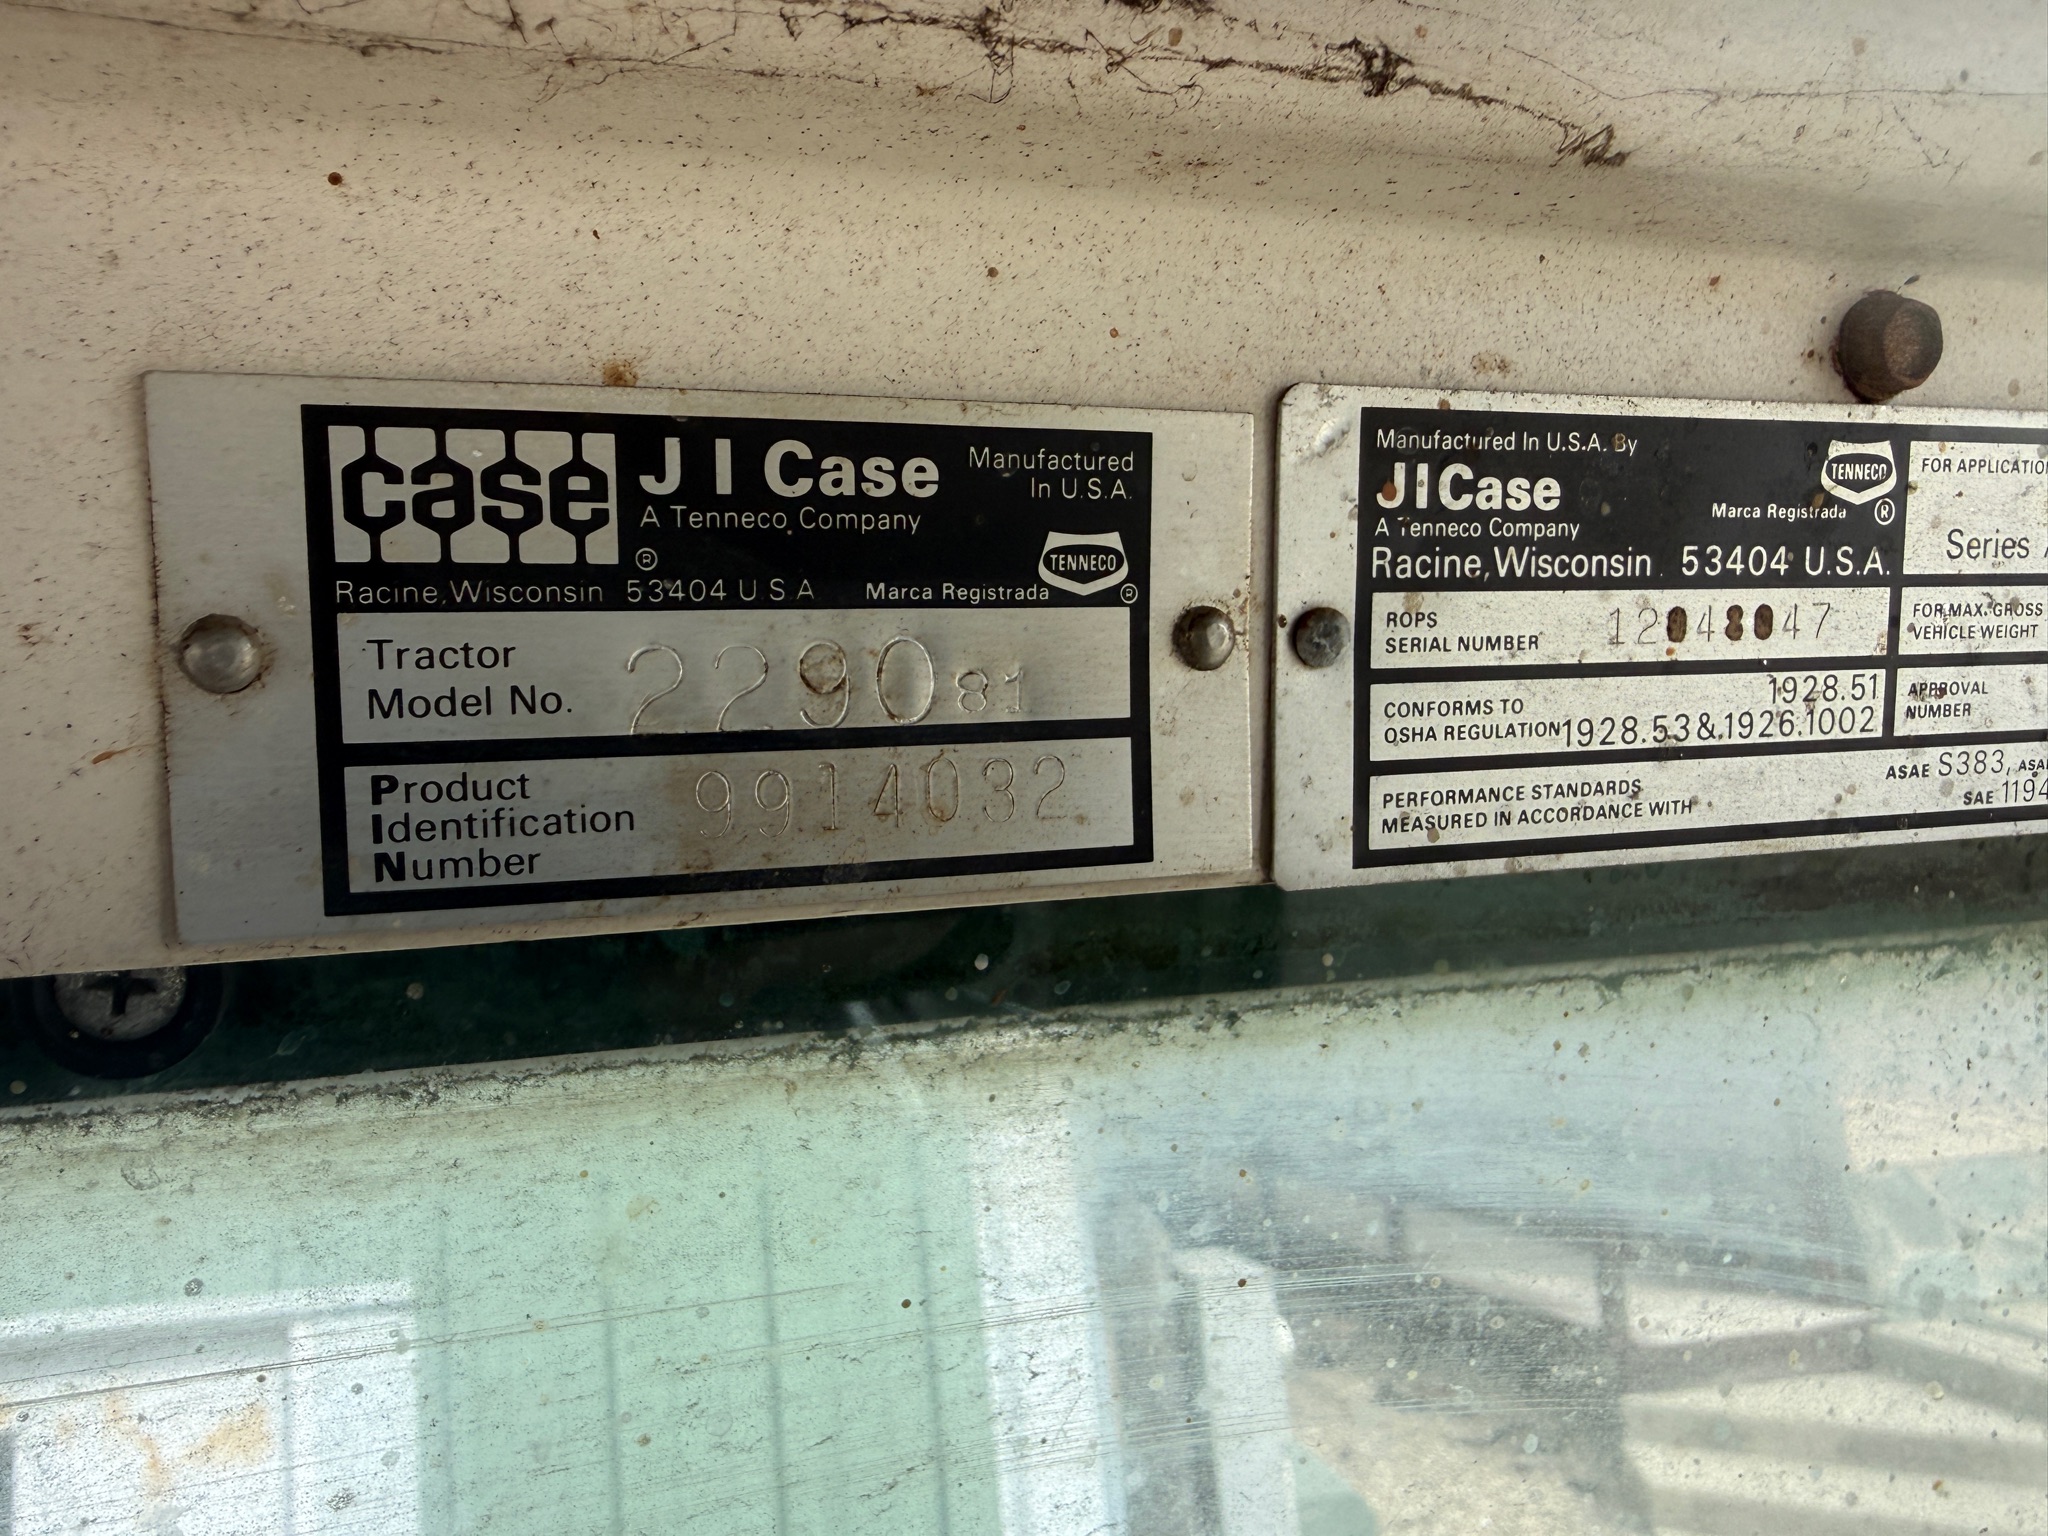 case
J I Case
Manufactured
In U.S.A.
A Tenneco Company
®
TENNECO
Racine, Wisconsin 53404 U S A
Marca Registrada
®
Tractor
Model No. 2290 81
Product
Identification
Number
9914032
Manufactured In U.S.A. By
JI Case
A Tenneco Company
TENNECO
Marca Registrada ®
Racine, Wisconsin 53404 U.S.A.
ROPS
SERIAL NUMBER
CONFORMS TO
OSHA REGULATION
1928.51
1928.53 & 1926.1002
PERFORMANCE STANDARDS
MEASURED IN ACCORDANCE WITH
ASAE S383,
SAE
FOR
Series
FOR MAX. GROSS
VEHICLE WEIGHT
APPROVAL
NUMBER